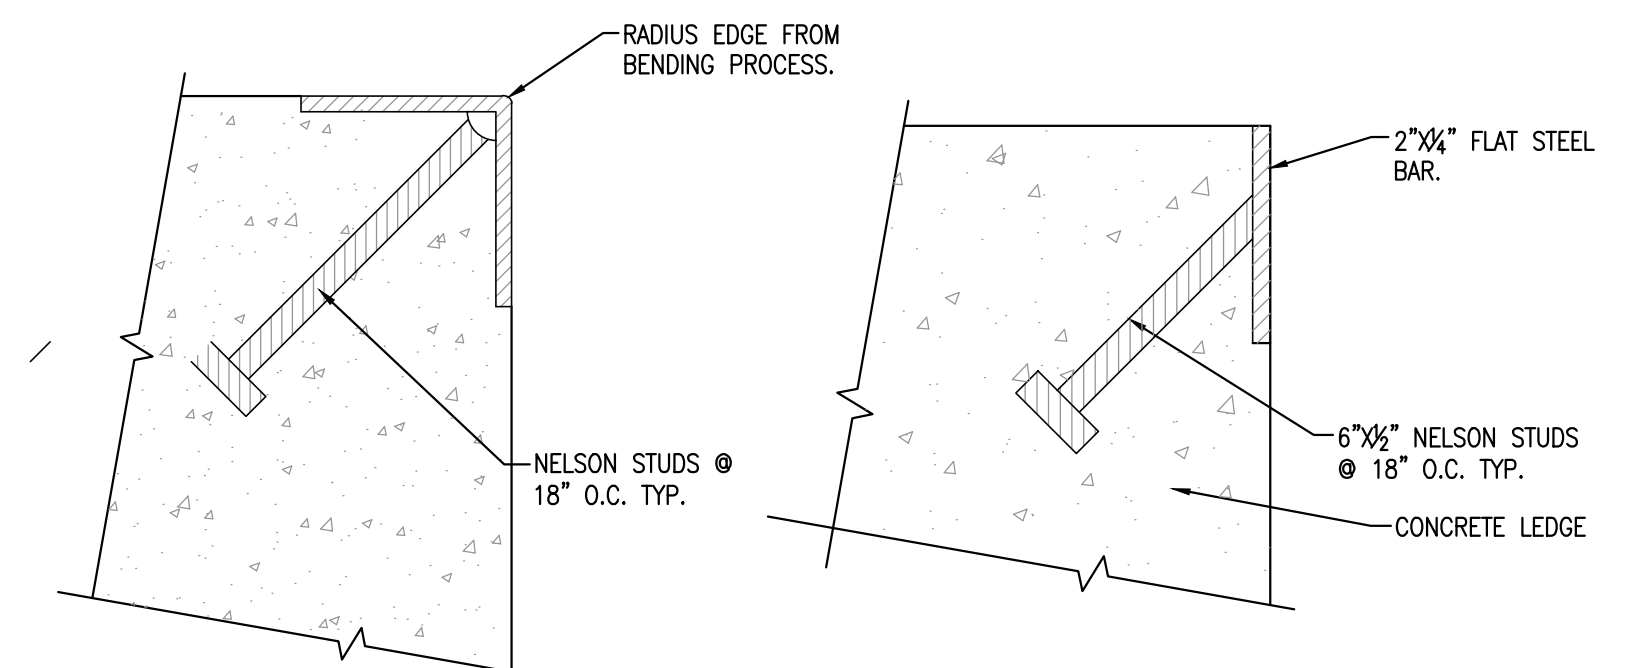 RADIUS EDGE FROM
BENDING PROCESS.
NELSON STUDS @
18” O.C. TYP.
2”X¼” FLAT STEEL
BAR.
6”X½” NELSON STUDS
@ 18” O.C. TYP.
CONCRETE LEDGE